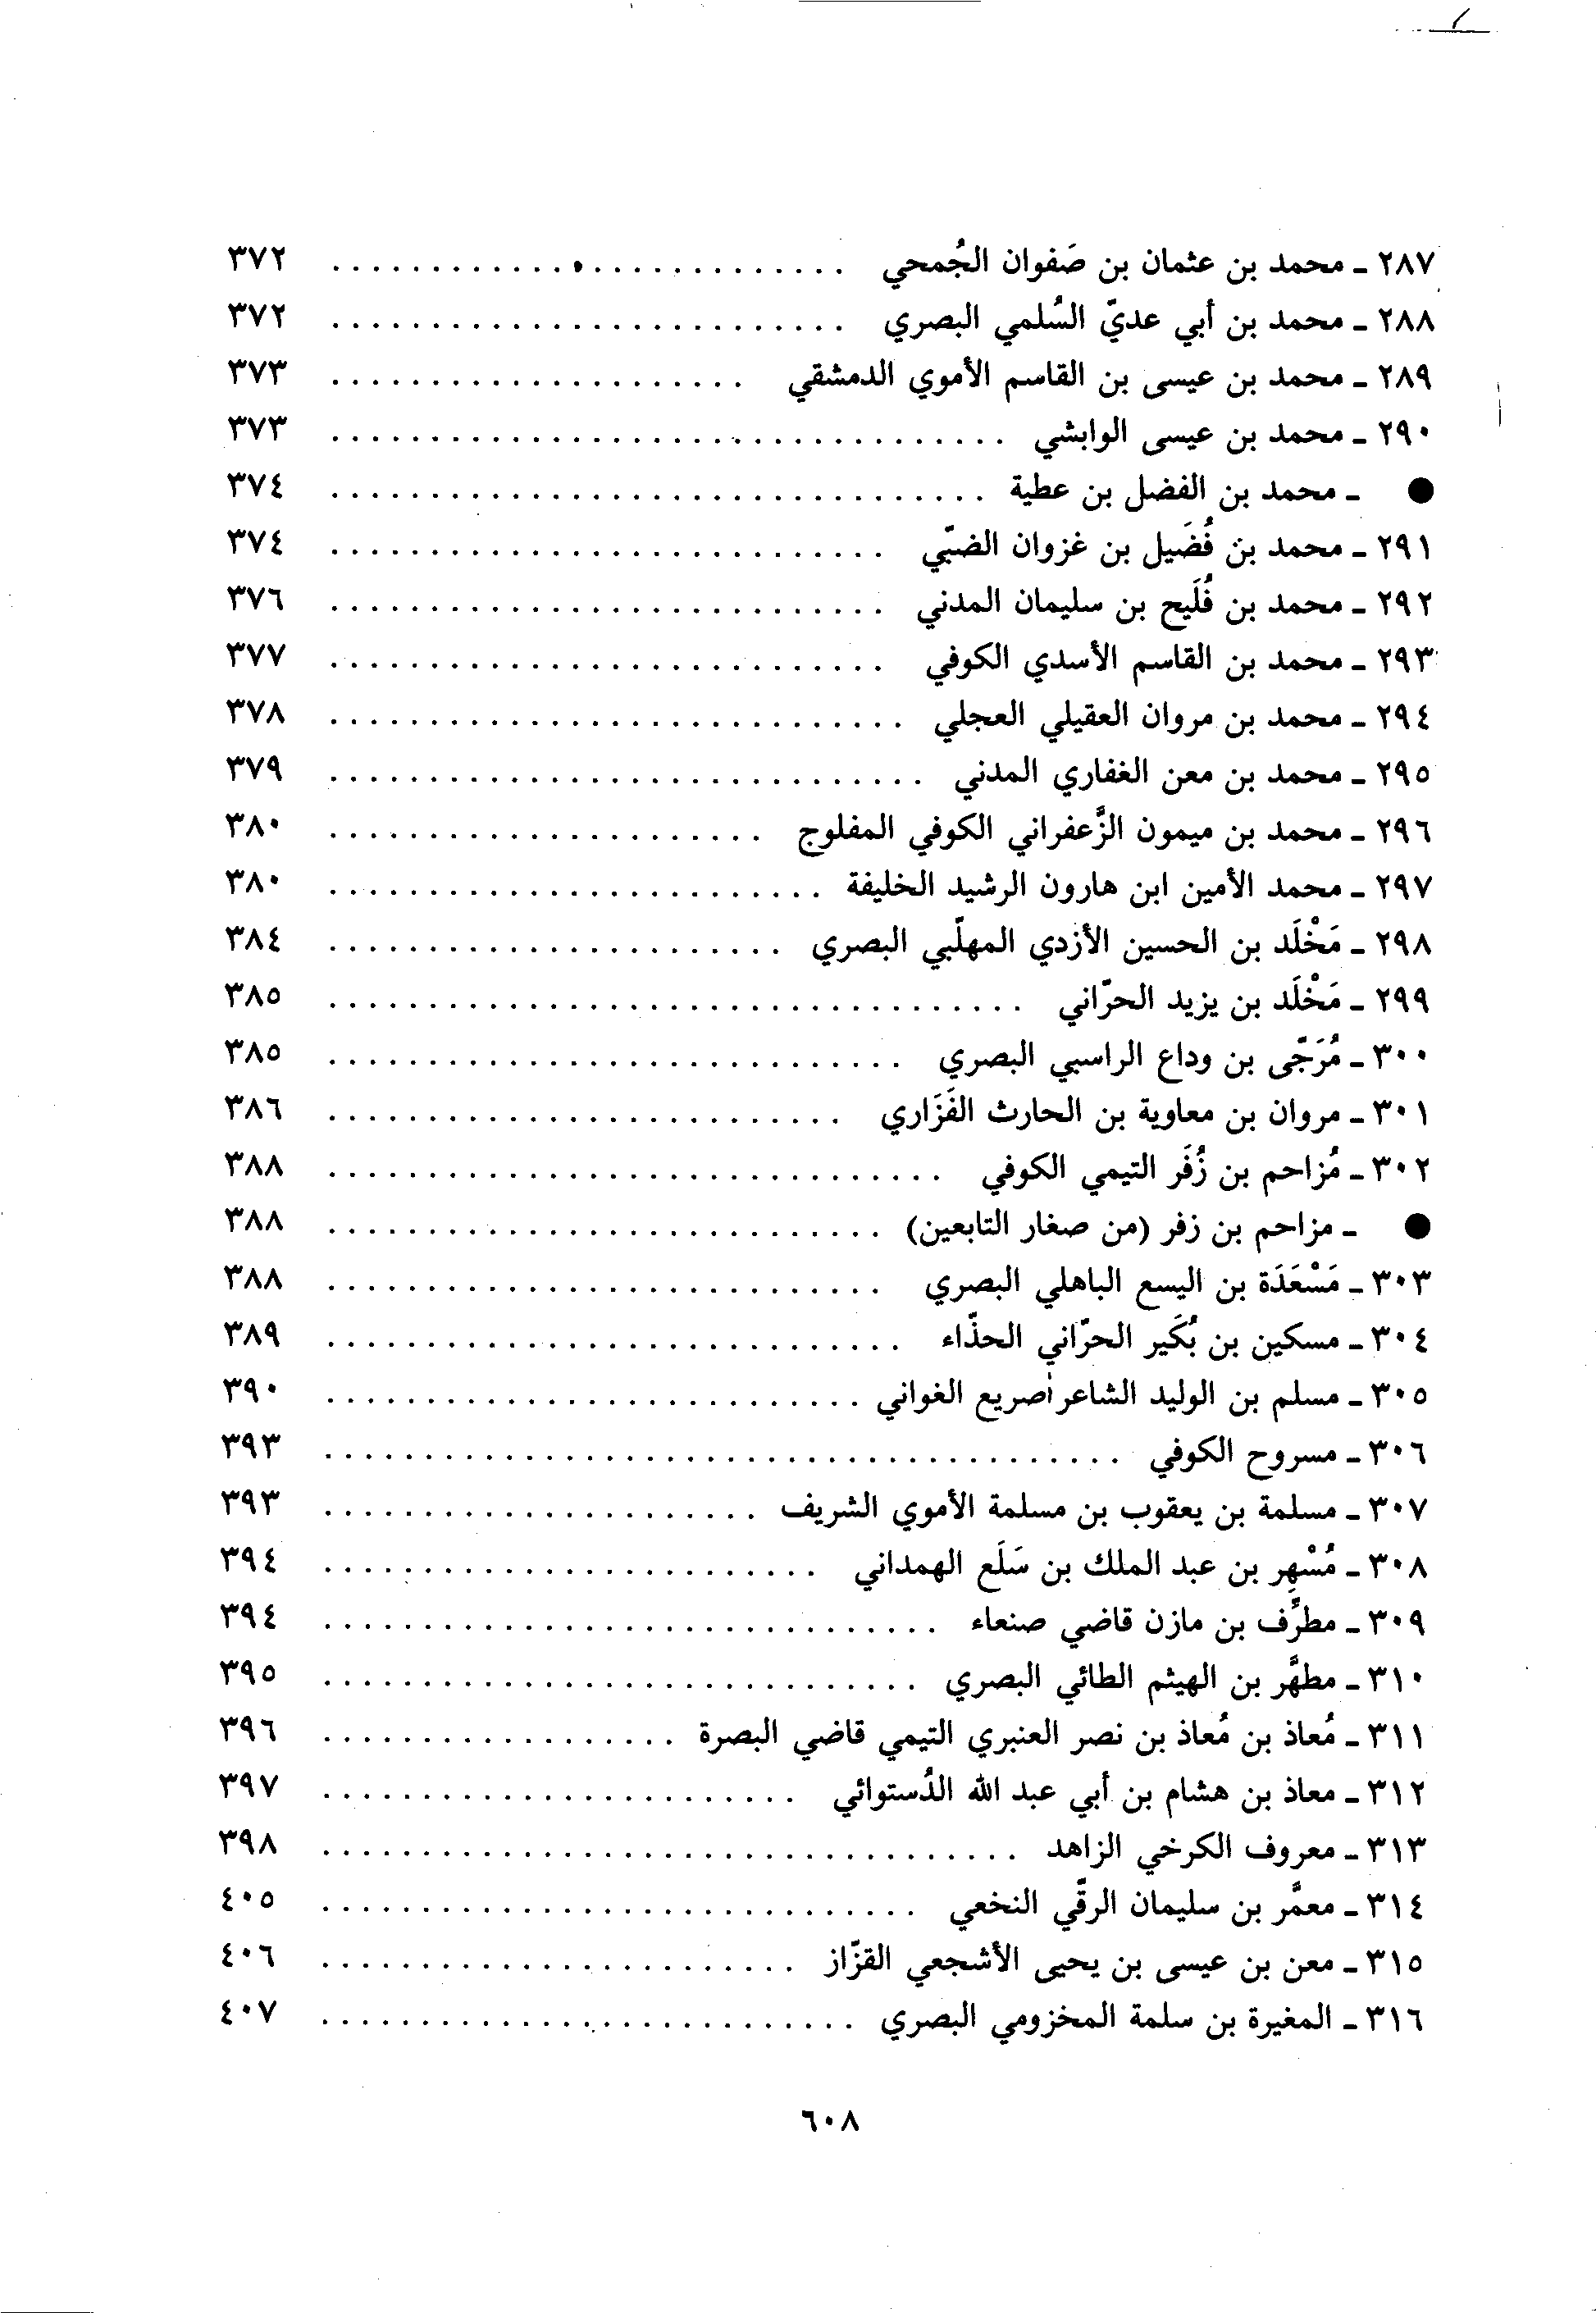 ٢٨٧ ـ محمد بن عثمان بن صَفوان الجُمحي . . . . . . . . . . . . . . . . . . . . . . . . . . ٣٧٢
٢٨٨ ـ محمد بن أبي عديّ السُلمي البصري . . . . . . . . . . . . . . . . . . . . . . . . . . ٣٧٢
٢٨٩ ـ محمد بن عيسى بن القاسم الأموي الدمشقي . . . . . . . . . . . . . . . . . . . . . ٣٧٣
٢٩٠ ـ محمد بن عيسى الوابشي . . . . . . . . . . . . . . . . . . . . . . . . . . . . . . . . . . ٣٧٣
● ـ محمد بن الفضل بن عطية . . . . . . . . . . . . . . . . . . . . . . . . . . . . . . . . . ٣٧٤
٢٩١ ـ محمد بن فُضَيل بن غزوان الضبّي . . . . . . . . . . . . . . . . . . . . . . . . . . . . ٣٧٤
٢٩٢ ـ محمد بن فُلَيح بن سليمان المدني . . . . . . . . . . . . . . . . . . . . . . . . . . . . ٣٧٦
٢٩٣ ـ محمد بن القاسم الأسدي الكوفي . . . . . . . . . . . . . . . . . . . . . . . . . . . . ٣٧٧
٢٩٤ ـ محمد بن مروان العقيلي العجلي . . . . . . . . . . . . . . . . . . . . . . . . . . . . . ٣٧٨
٢٩٥ ـ محمد بن معن الغفاري المدني . . . . . . . . . . . . . . . . . . . . . . . . . . . . . . ٣٧٩
٢٩٦ ـ محمد بن ميمون الزَّعفراني الكوفي المفلوج . . . . . . . . . . . . . . . . . . . . . . ٣٨٠
٢٩٧ ـ محمد الأمين ابن هارون الرشيد الخليفة . . . . . . . . . . . . . . . . . . . . . . . . . ٣٨٠
٢٩٨ ـ مَخْلَد بن الحسين الأزدي المهلّبي البصري . . . . . . . . . . . . . . . . . . . . . . . ٣٨٤
٢٩٩ ـ مَخْلَد بن يزيد الحرّاني . . . . . . . . . . . . . . . . . . . . . . . . . . . . . . . . . . . ٣٨٥
٣٠٠ ـ مُرَجّى بن وداع الراسبي البصري . . . . . . . . . . . . . . . . . . . . . . . . . . . . . ٣٨٥
٣٠١ ـ مروان بن معاوية بن الحارث الفَزَاري . . . . . . . . . . . . . . . . . . . . . . . . . . ٣٨٦
٣٠٢ ـ مُزاحم بن زُفَر التيمي الكوفي . . . . . . . . . . . . . . . . . . . . . . . . . . . . . . . ٣٨٨
● ـ مزاحم بن زفر (من صغار التابعين) . . . . . . . . . . . . . . . . . . . . . . . . . . . . ٣٨٨
٣٠٣ ـ مَسْعَدَة بن اليسع الباهلي البصري . . . . . . . . . . . . . . . . . . . . . . . . . . . . ٣٨٨
٣٠٤ ـ مسكين بن بُكَير الحرّاني الحذّاء . . . . . . . . . . . . . . . . . . . . . . . . . . . . . ٣٨٩
٣٠٥ ـ مسلم بن الوليد الشاعر صريع الغواني . . . . . . . . . . . . . . . . . . . . . . . . . . . ٣٩٠
٣٠٦ ـ مسروح الكوفي . . . . . . . . . . . . . . . . . . . . . . . . . . . . . . . . . . . . . . . . ٣٩٣
٣٠٧ ـ مسلمة بن يعقوب بن مسلمة الأموي الشريف . . . . . . . . . . . . . . . . . . . . . . ٣٩٣
٣٠٨ ـ مُسْهِر بن عبد الملك بن سَلَع الهمداني . . . . . . . . . . . . . . . . . . . . . . . . . ٣٩٤
٣٠٩ ـ مطرَّف بن مازن قاضي صنعاء . . . . . . . . . . . . . . . . . . . . . . . . . . . . . . . ٣٩٤
٣١٠ ـ مطهَّر بن الهيثم الطائي البصري . . . . . . . . . . . . . . . . . . . . . . . . . . . . . . ٣٩٥
٣١١ ـ مُعاذ بن مُعاذ بن نصر العنبري التيمي قاضي البصرة . . . . . . . . . . . . . . . . . . ٣٩٦
٣١٢ ـ معاذ بن هشام بن أبي عبد الله الدُستوائي . . . . . . . . . . . . . . . . . . . . . . . . ٣٩٧
٣١٣ ـ معروف الكرخي الزاهد . . . . . . . . . . . . . . . . . . . . . . . . . . . . . . . . . . . ٣٩٨
٣١٤ ـ معمَّر بن سليمان الرقّي النخعي . . . . . . . . . . . . . . . . . . . . . . . . . . . . . . ٤٠٥
٣١٥ ـ معن بن عيسى بن يحيى الأشجعي القزّاز . . . . . . . . . . . . . . . . . . . . . . . . ٤٠٦
٣١٦ ـ المغيرة بن سلمة المخزومي البصري . . . . . . . . . . . . . . . . . . . . . . . . . . . ٤٠٧
٦٠٨